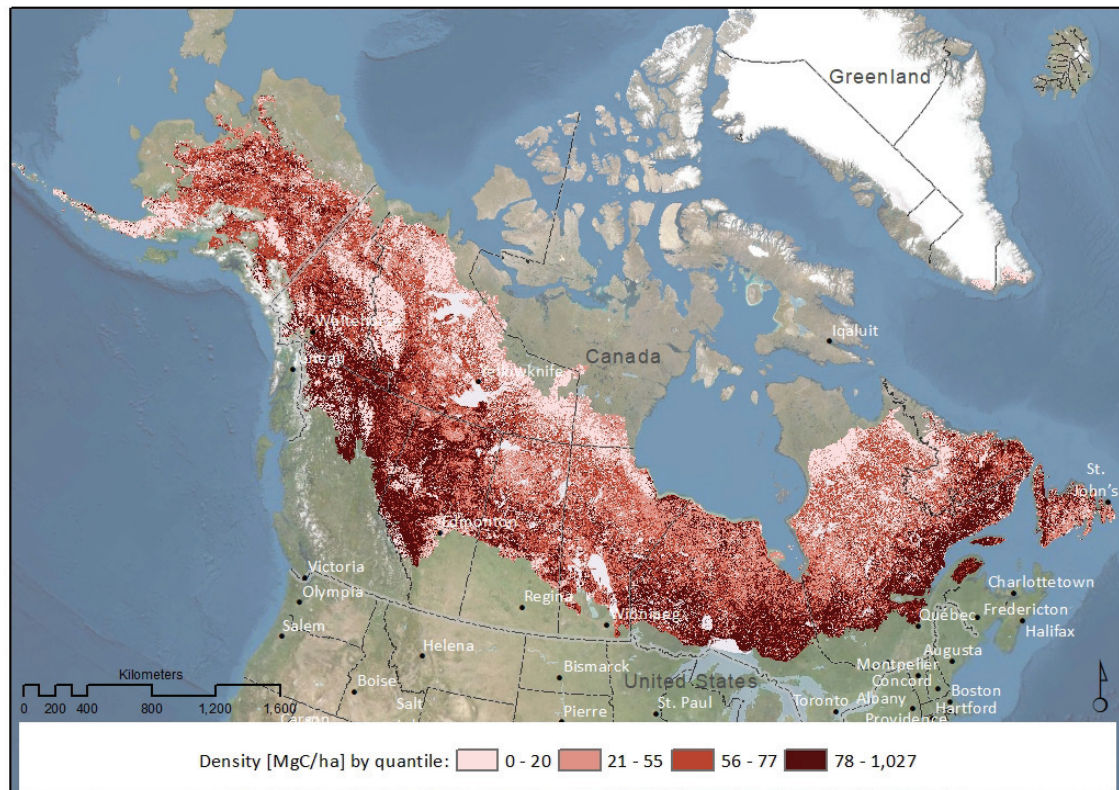 Greenland
Whitehorse
Juneau
Yellowknife
Canada
Iqaluit
St.
John's
Edmonton
Victoria
Olympia
Salem
Regina
Winnipeg
Charlottetown
Québec
Fredericton
Halifax
Helena
Bismarck
Augusta
Montpelier
Concord
Kilometers
0 200 400 800 1,200 1,600
Boise
Salt
United States
St. Paul
Toronto
Albany
Boston
Hartford
Carson
Pierre
Providence
Density [MgC/ha] by quantile: 0 - 20 21 - 55 56 - 77 78 - 1,027